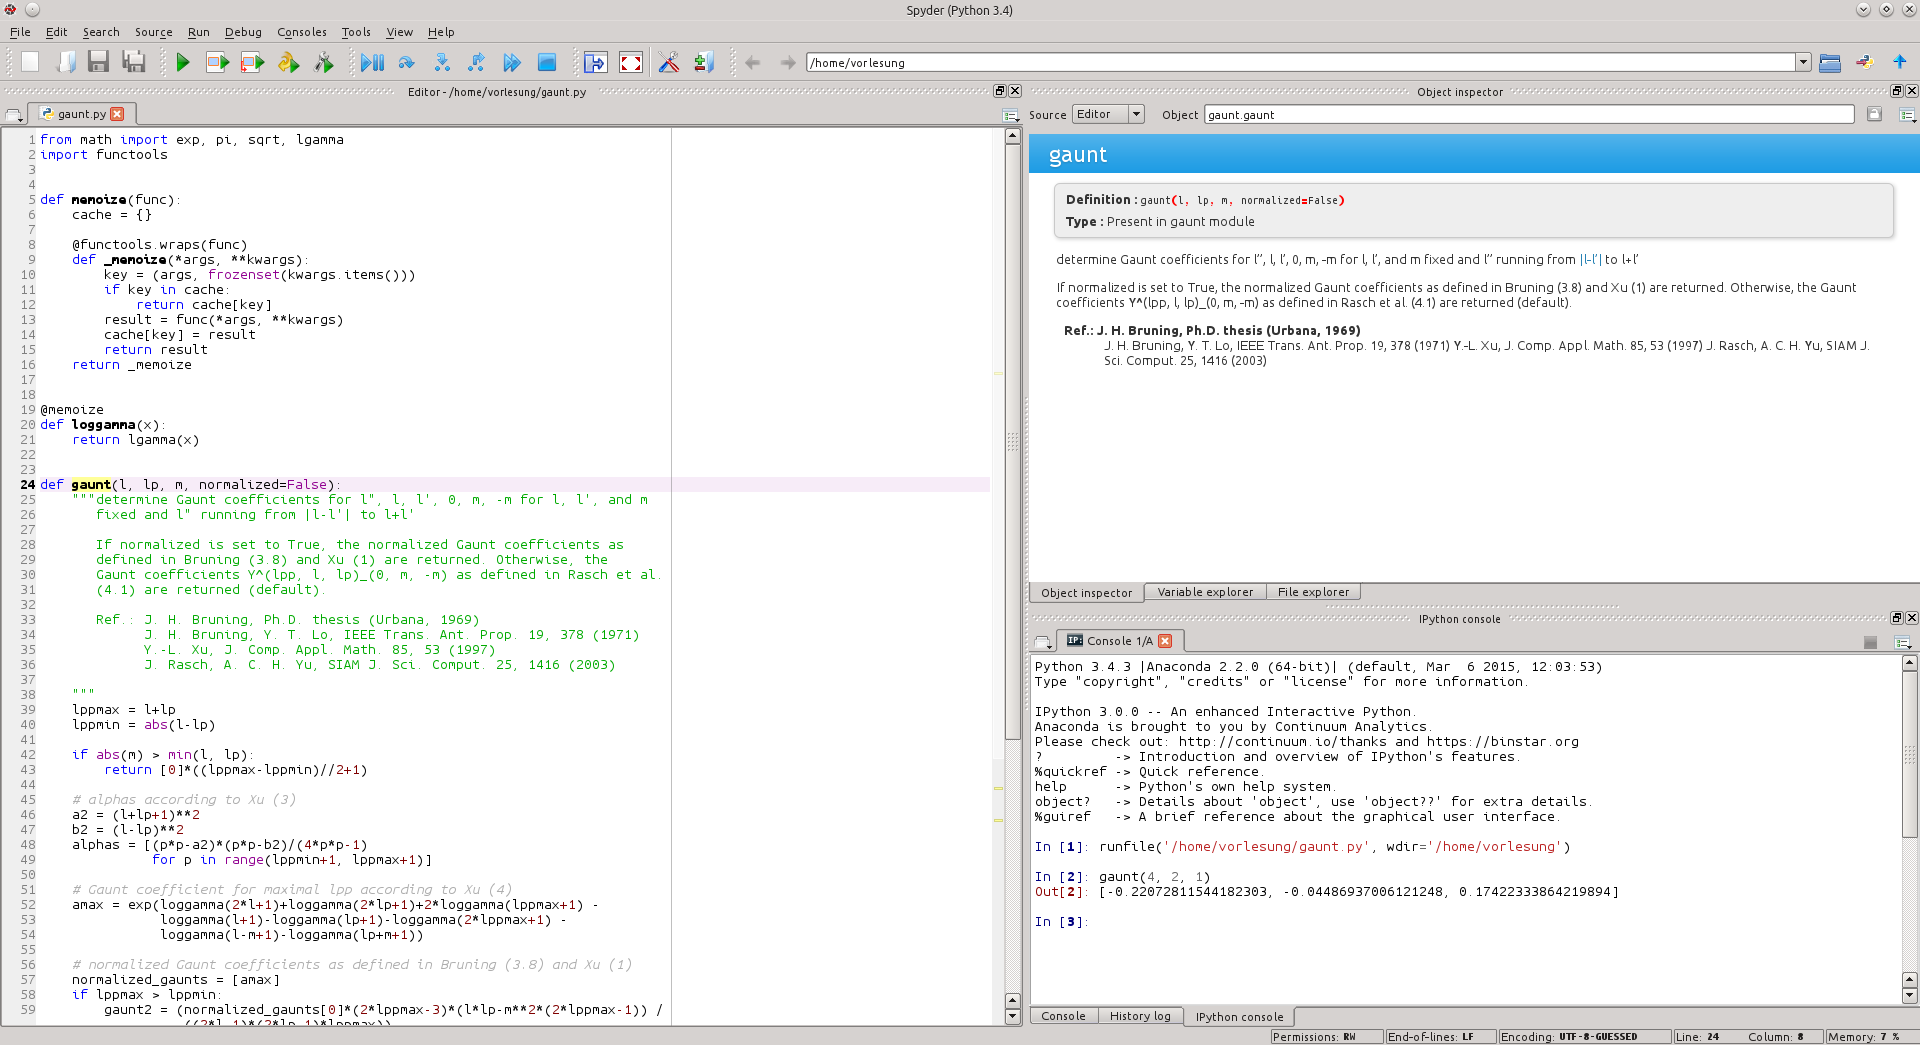 Spyder (Python 3.4)
File Edit Search Source Run Debug Consoles Tools View Help
/home/vorlesung
Editor - /home/vorlesung/gaunt.py
gaunt.py
1 from math import exp, pi, sqrt, lgamma
2 import functools
3
4
5 def memoize(func):
6     cache = {}
7
8     @functools.wraps(func)
9     def _memoize(*args, **kwargs):
10         key = (args, frozenset(kwargs.items()))
11         if key in cache:
12             return cache[key]
13         result = func(*args, **kwargs)
14         cache[key] = result
15         return result
16     return _memoize
17
18
19 @memoize
20 def loggamma(x):
21     return lgamma(x)
22
23
24 def gaunt(l, lp, m, normalized=False):
25     """determine Gaunt coefficients for l", l, l', 0, m, -m for l, l', and m
26        fixed and l" running from |l-l'| to l+l'
27
28        If normalized is set to True, the normalized Gaunt coefficients as
29        defined in Bruning (3.8) and Xu (1) are returned. Otherwise, the
30        Gaunt coefficients Y^(lpp, l, lp)_(0, m, -m) as defined in Rasch et al.
31        (4.1) are returned (default).
32
33        Ref.: J. H. Bruning, Ph.D. thesis (Urbana, 1969)
34              J. H. Bruning, Y. T. Lo, IEEE Trans. Ant. Prop. 19, 378 (1971)
35              Y.-L. Xu, J. Comp. Appl. Math. 85, 53 (1997)
36              J. Rasch, A. C. H. Yu, SIAM J. Sci. Comput. 25, 1416 (2003)
37
38     """
39     lppmax = l+lp
40     lppmin = abs(l-lp)
41
42     if abs(m) > min(l, lp):
43         return [0]*((lppmax-lppmin)//2+1)
44
45     # alphas according to Xu (3)
46     a2 = (l+lp+1)**2
47     b2 = (l-lp)**2
48     alphas = [(p*p-a2)*(p*p-b2)/(4*p*p-1)
49               for p in range(lppmin+1, lppmax+1)]
50
51     # Gaunt coefficient for maximal lpp according to Xu (4)
52     amax = exp(loggamma(2*l+1)+loggamma(2*lp+1)+2*loggamma(lppmax+1) -
53                loggamma(l+1)-loggamma(lp+1)-loggamma(2*lppmax+1) -
54                loggamma(l-m+1)-loggamma(lp+m+1))
55
56     # normalized Gaunt coefficients as defined in Bruning (3.8) and Xu (1)
57     normalized_gaunts = [amax]
58     if lppmax > lppmin:
59         gaunt2 = (normalized_gaunts[0]*(2*lppmax-3)*(l*lp-m**2*(2*lppmax-1)) /
((2*l-1)*(2*lp-1)*lppmax))
Object inspector
Source Editor Object gaunt.gaunt
gaunt
Definition : gaunt(l, lp, m, normalized=False)
Type : Present in gaunt module
determine Gaunt coefficients for l”, l, l’, 0, m, -m for l, l’, and m fixed and l” running from |l-l’| to l+l’
If normalized is set to True, the normalized Gaunt coefficients as defined in Bruning (3.8) and Xu (1) are returned. Otherwise, the Gaunt
coefficients Y^(lpp, l, lp)_(0, m, -m) as defined in Rasch et al. (4.1) are returned (default).
Ref.: J. H. Bruning, Ph.D. thesis (Urbana, 1969)
J. H. Bruning, Y. T. Lo, IEEE Trans. Ant. Prop. 19, 378 (1971) Y.-L. Xu, J. Comp. Appl. Math. 85, 53 (1997) J. Rasch, A. C. H. Yu, SIAM J.
Sci. Comput. 25, 1416 (2003)
Object inspector Variable explorer File explorer
IPython console
IP: Console 1/A
Python 3.4.3 |Anaconda 2.2.0 (64-bit)| (default, Mar  6 2015, 12:03:53)
Type "copyright", "credits" or "license" for more information.
IPython 3.0.0 -- An enhanced Interactive Python.
Anaconda is brought to you by Continuum Analytics.
Please check out: http://continuum.io/thanks and https://binstar.org
?         -> Introduction and overview of IPython's features.
%quickref -> Quick reference.
help      -> Python's own help system.
object?   -> Details about 'object', use 'object??' for extra details.
%guiref   -> A brief reference about the graphical user interface.
In [1]: runfile('/home/vorlesung/gaunt.py', wdir='/home/vorlesung')
In [2]: gaunt(4, 2, 1)
Out[2]: [-0.22072811544182303, -0.04486937006121248, 0.17422333864219894]
In [3]:
Console History log IPython console
Permissions: RW End-of-lines: LF Encoding: UTF-8-GUESSED Line: 24 Column: 8 Memory: 7 %